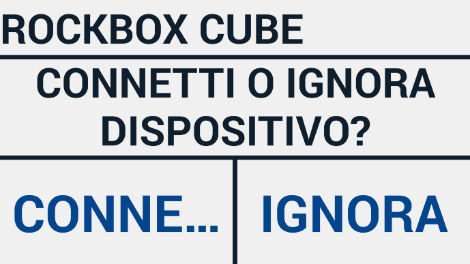 ROCKBOX CUBE
CONNETTI O IGNORA
DISPOSITIVO?
CONNE...
IGNORA